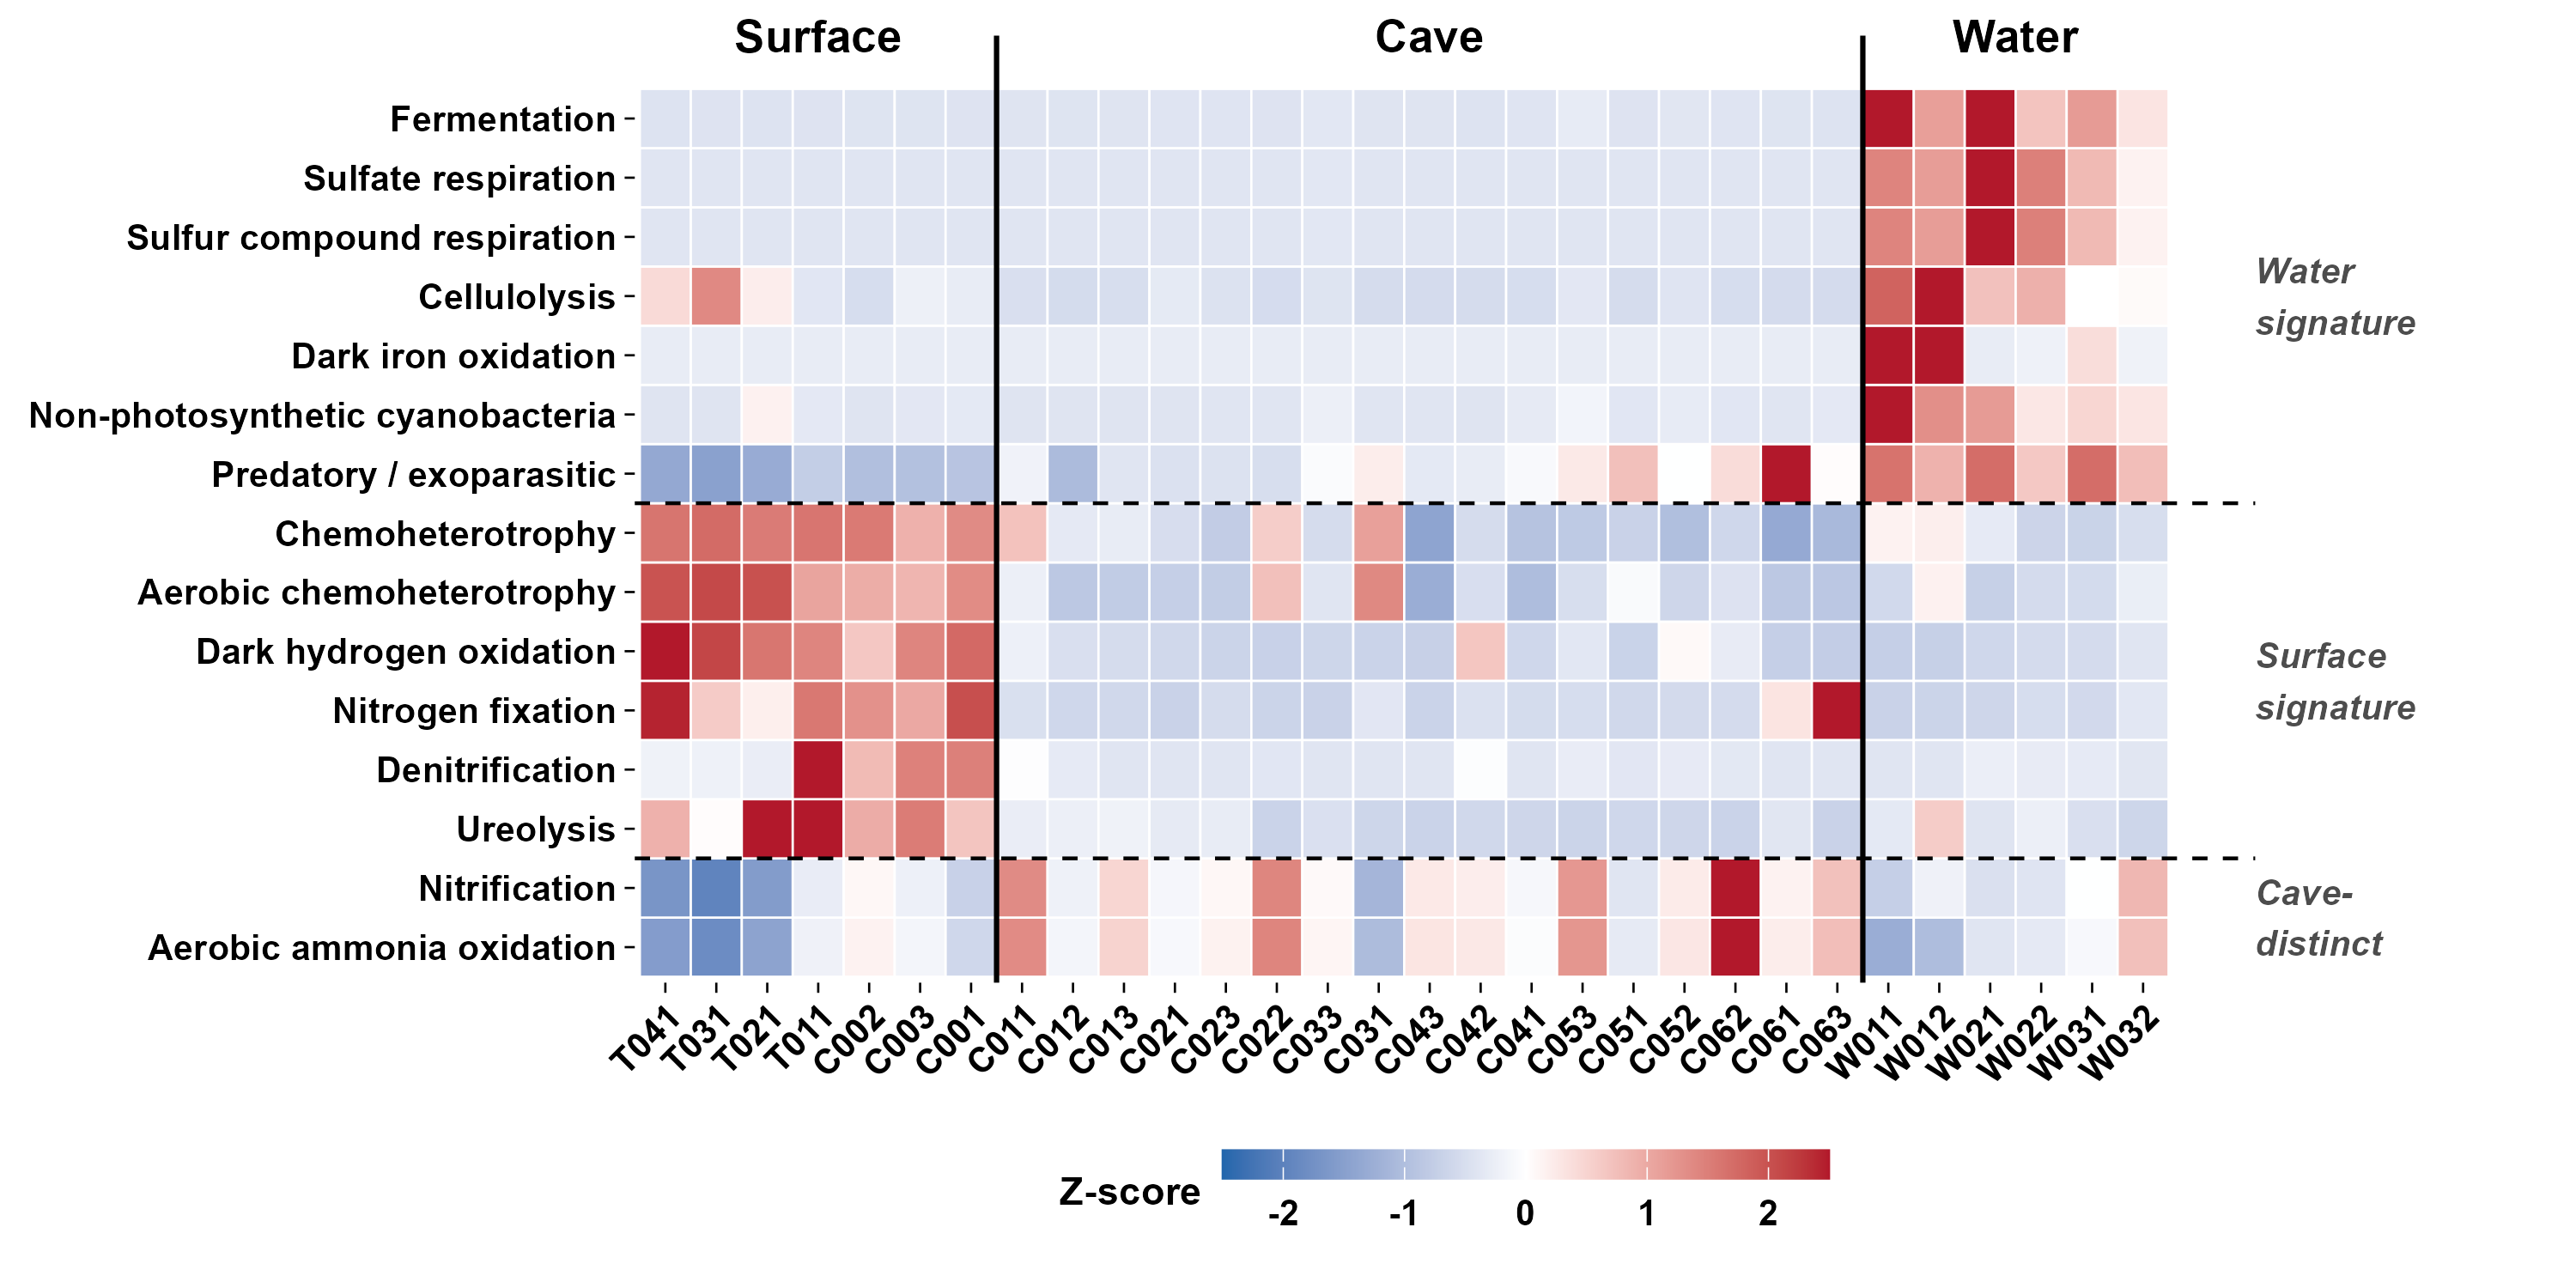 Surface Cave Water
Fermentation
Sulfate respiration
Sulfur compound respiration
Cellulolysis
Dark iron oxidation
Non-photosynthetic cyanobacteria
Predatory / exoparasitic
Water
signature
Chemoheterotrophy
Aerobic chemoheterotrophy
Dark hydrogen oxidation
Nitrogen fixation
Denitrification
Ureolysis
Surface
signature
Nitrification
Aerobic ammonia oxidation
Cave-
distinct
T041 T031 T021 T011 C002 C003 C001 C011 C012 C013 C021 C023 C022 C033 C031 C043 C042 C041 C053 C051 C052 C062 C061 C063 W011 W012 W021 W022 W031 W032
Z-score
-2 -1 0 1 2